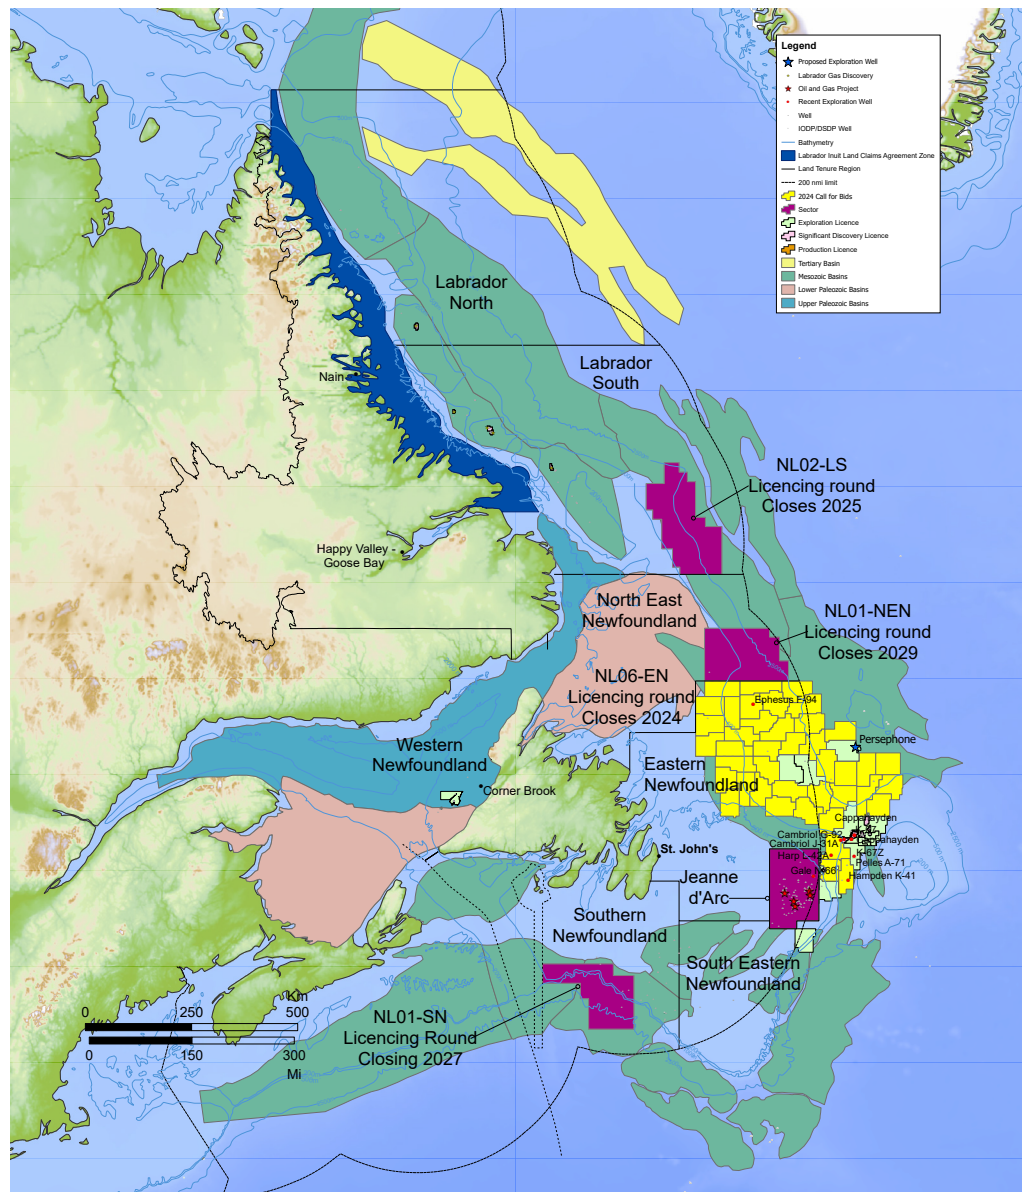 Legend
Proposed Exploration Well
Labrador Gas Discovery
Oil and Gas Project
Recent Exploration Well
Well
IODP/DSDP Well
Bathymetry
Labrador Inuit Land Claims Agreement Zone
Land Tenure Region
200 nmi limit
2024 Call for Bids
Sector
Exploration Licence
Significant Discovery Licence
Production Licence
Tertiary Basin
Mesozoic Basins
Lower Paleozoic Basins
Upper Paleozoic Basins
Labrador
North
Labrador
South
Nain
NL02-LS
Licencing round
Closes 2025
Happy Valley -
Goose Bay
North East
Newfoundland
NL01-NEN
Licencing round
Closes 2029
NL06-EN
Licencing round
Closes 2024
Ephesus F-94
Persephone
Western
Newfoundland
Eastern
Newfoundland
Corner Brook
Cappahayden
Cambriol G-92
Cambriol J-31A
Cappahayden
K-67Z
St. John's
Harp L-42A
Pelles A-71
Gale N-66
Hampden K-41
Jeanne
d'Arc
Southern
Newfoundland
South Eastern
Newfoundland
NL01-SN
Licencing Round
Closing 2027
Km
0 250 500
0 150 300
Mi